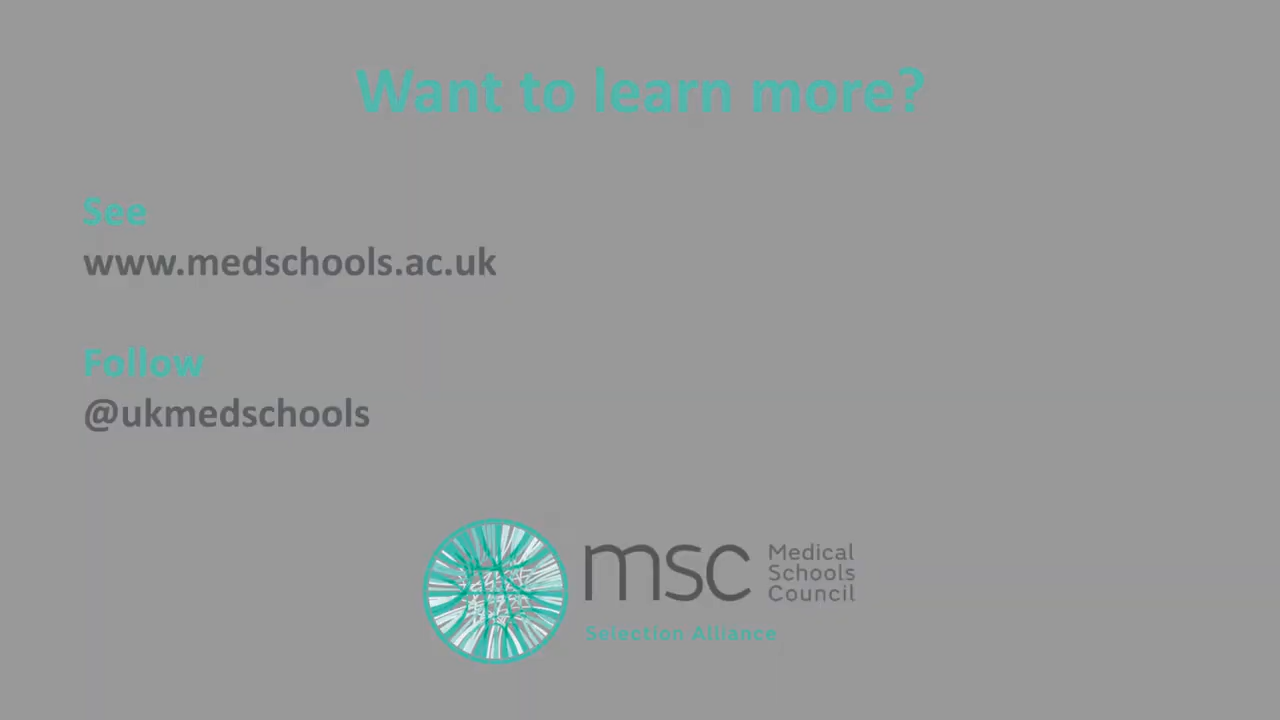 Want to learn more?
See
www.medschools.ac.uk
Follow
@ukmedschools
msc
Medical
Schools
Council
Selection Alliance